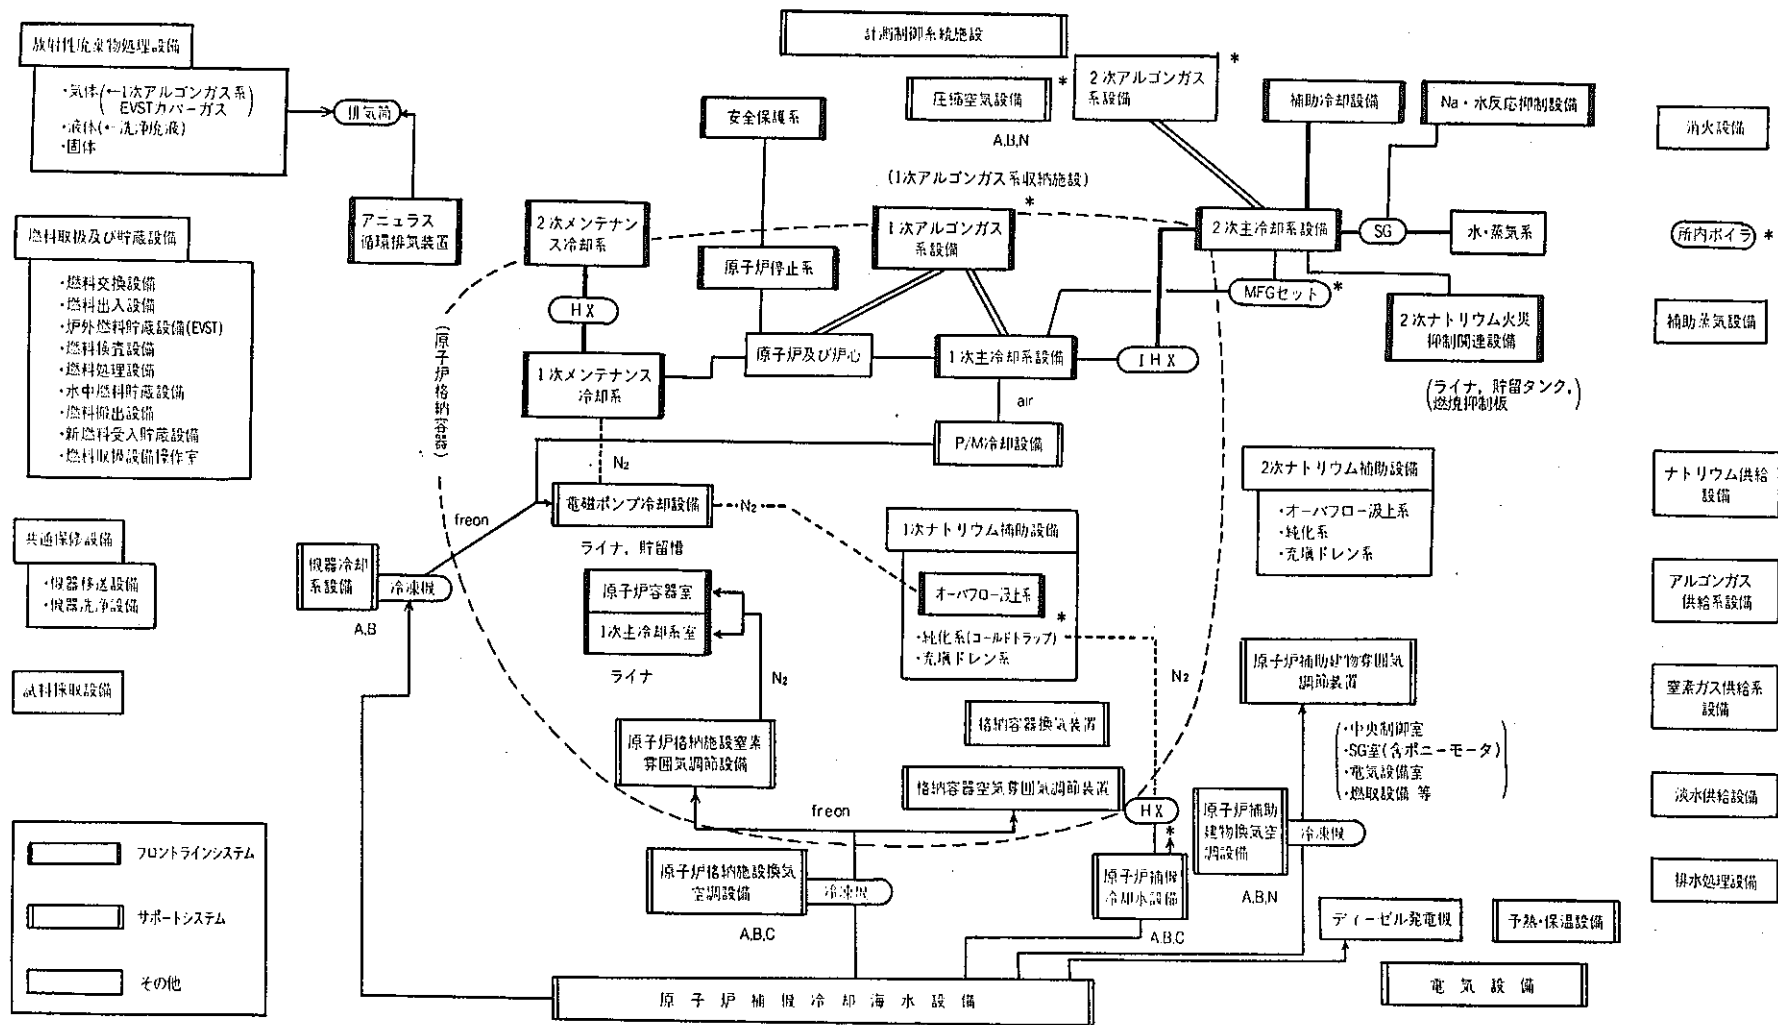 放射性廃棄物処理設備
・気体(←1次アルゴンガス系
EVSTカバーガス)
・液体(←洗浄廃液)
・固体
排気筒
アニュラス
循環排気装置
燃料取扱及び貯蔵設備
・燃料交換設備
・燃料出入設備
・炉外燃料貯蔵設備(EVST)
・燃料検査設備
・燃料処理設備
・水中燃料貯蔵設備
・燃料搬出設備
・新燃料受入貯蔵設備
・燃料取扱設備操作室
共通保修設備
・機器移送設備
・機器洗浄設備
試料採取設備
フロントラインシステム
サポートシステム
その他
計測制御系統施設
圧縮空気設備
*
A,B,N
2次アルゴンガス
系設備
*
補助冷却設備
Na・水反応抑制設備
安全保護系
(1次アルゴンガス系収納施設)
*
2次メンテナ
ンス冷却系
1次アルゴンガス
系設備
2次主冷却系設備
SG
水・蒸気系
原子炉停止系
HX
MFGセット
*
2次ナトリウム火災
抑制関連設備
(ライナ,貯留タンク,
燃焼抑制板)
(原子炉格納容器)
1次メンテナンス
冷却系
原子炉及び炉心
1次主冷却系設備
IHX
air
P/M冷却設備
N₂
電磁ポンプ冷却設備
N₂
freon
ライナ,貯留槽
機器冷却
系設備
冷凍機
A,B
原子炉容器室
1次主冷却系室
ライナ
N₂
1次ナトリウム補助設備
オーバフロー汲上系
*
・純化系(コールドトラップ)
・充填ドレン系
2次ナトリウム補助設備
・オーバフロー汲上系
・純化系
・充填ドレン系
N₂
原子炉補助建物雰囲気
調節装置
・中央制御室
・SG室(含ポニーモータ)
・電気設備室
・燃取設備 等
格納容器換気装置
原子炉格納施設窒素
雰囲気調節設備
格納容器空気雰囲気調節装置
freon
HX
*
原子炉補助
建物換気空
調設備
冷凍機
A,B,N
原子炉格納施設換気
空調設備
冷凍機
A,B,C
原子炉補機
冷却水設備
A,B,C
ディーゼル発電機
予熱・保温設備
電気設備
原子炉補機冷却海水設備
消火設備
所内ボイラ
*
補助蒸気設備
ナトリウム供給
設備
アルゴンガス
供給系設備
窒素ガス供給系
設備
淡水供給設備
排水処理設備